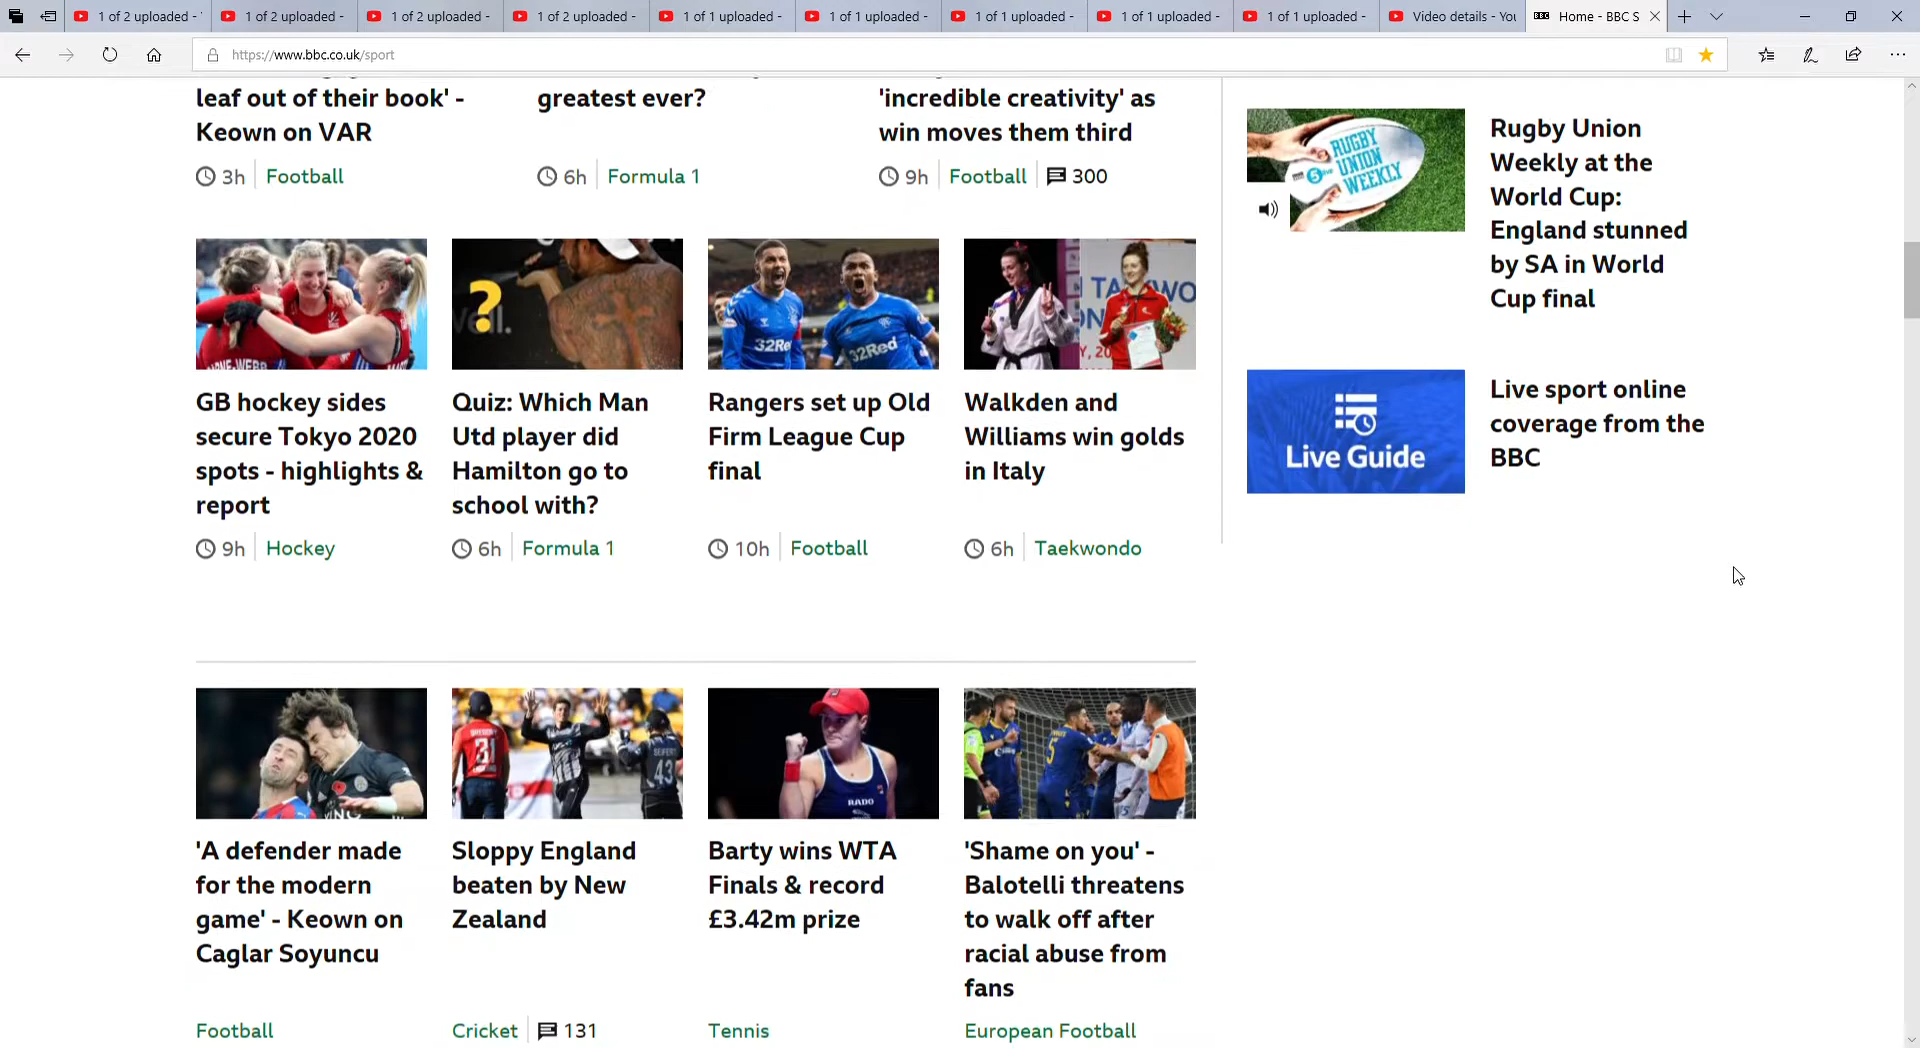 1 of 2 uploaded -
1 of 2 uploaded -
1 of 2 uploaded -
1 of 2 uploaded -
1 of 1 uploaded -
1 of 1 uploaded -
1 of 1 uploaded -
1 of 1 uploaded -
1 of 1 uploaded -
Video details - You
BBC Home - BBC S
https://www.bbc.co.uk/sport
leaf out of their book' -
Keown on VAR
3h Football
greatest ever?
6h Formula 1
'incredible creativity' as
win moves them third
9h Football 300
RUGBY
UNION
WEEKLY
5
Rugby Union
Weekly at the
World Cup:
England stunned
by SA in World
Cup final
Live Guide
Live sport online
coverage from the
BBC
GB hockey sides
secure Tokyo 2020
spots - highlights &
report
9h Hockey
?
Quiz: Which Man
Utd player did
Hamilton go to
school with?
6h Formula 1
32Red
32Red
Rangers set up Old
Firm League Cup
final
10h Football
Walkden and
Williams win golds
in Italy
6h Taekwondo
'A defender made
for the modern
game' - Keown on
Caglar Soyuncu
Football
31
SEIFERT
43
Sloppy England
beaten by New
Zealand
Cricket 131
RADO
Barty wins WTA
Finals & record
£3.42m prize
Tennis
5
'Shame on you' -
Balotelli threatens
to walk off after
racial abuse from
fans
European Football